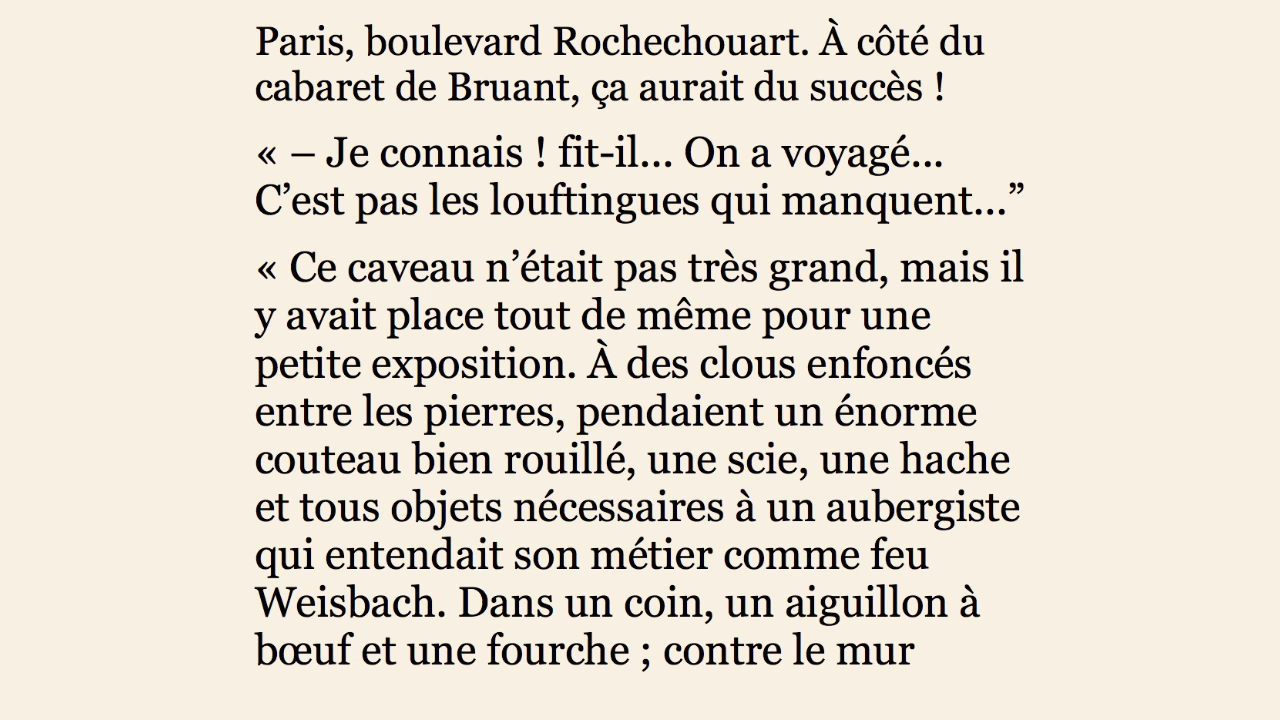 Paris, boulevard Rochechouart. À côté du
cabaret de Bruant, ça aurait du succès !
« – Je connais ! fit-il… On a voyagé…
C’est pas les louftingues qui manquent…”
« Ce caveau n’était pas très grand, mais il
y avait place tout de même pour une
petite exposition. À des clous enfoncés
entre les pierres, pendaient un énorme
couteau bien rouillé, une scie, une hache
et tous objets nécessaires à un aubergiste
qui entendait son métier comme feu
Weisbach. Dans un coin, un aiguillon à
bœuf et une fourche ; contre le mur